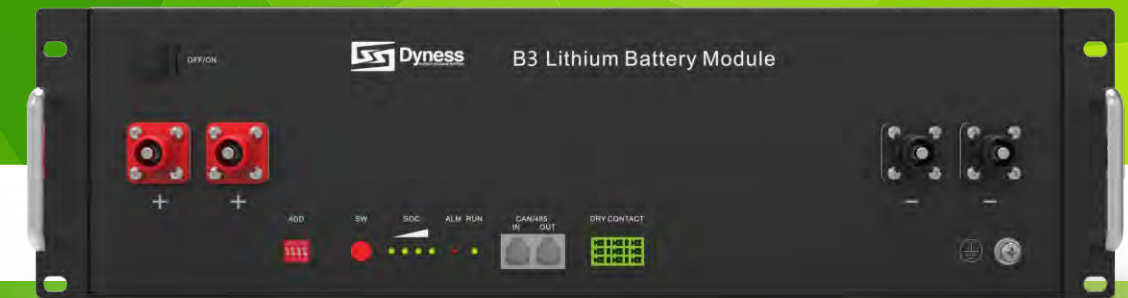 OFF/ON
Dyness
B3 Lithium Battery Module
+ +
- -
ADD SW SOC ALM RUN CAN/485 DRY CONTACT
IN OUT